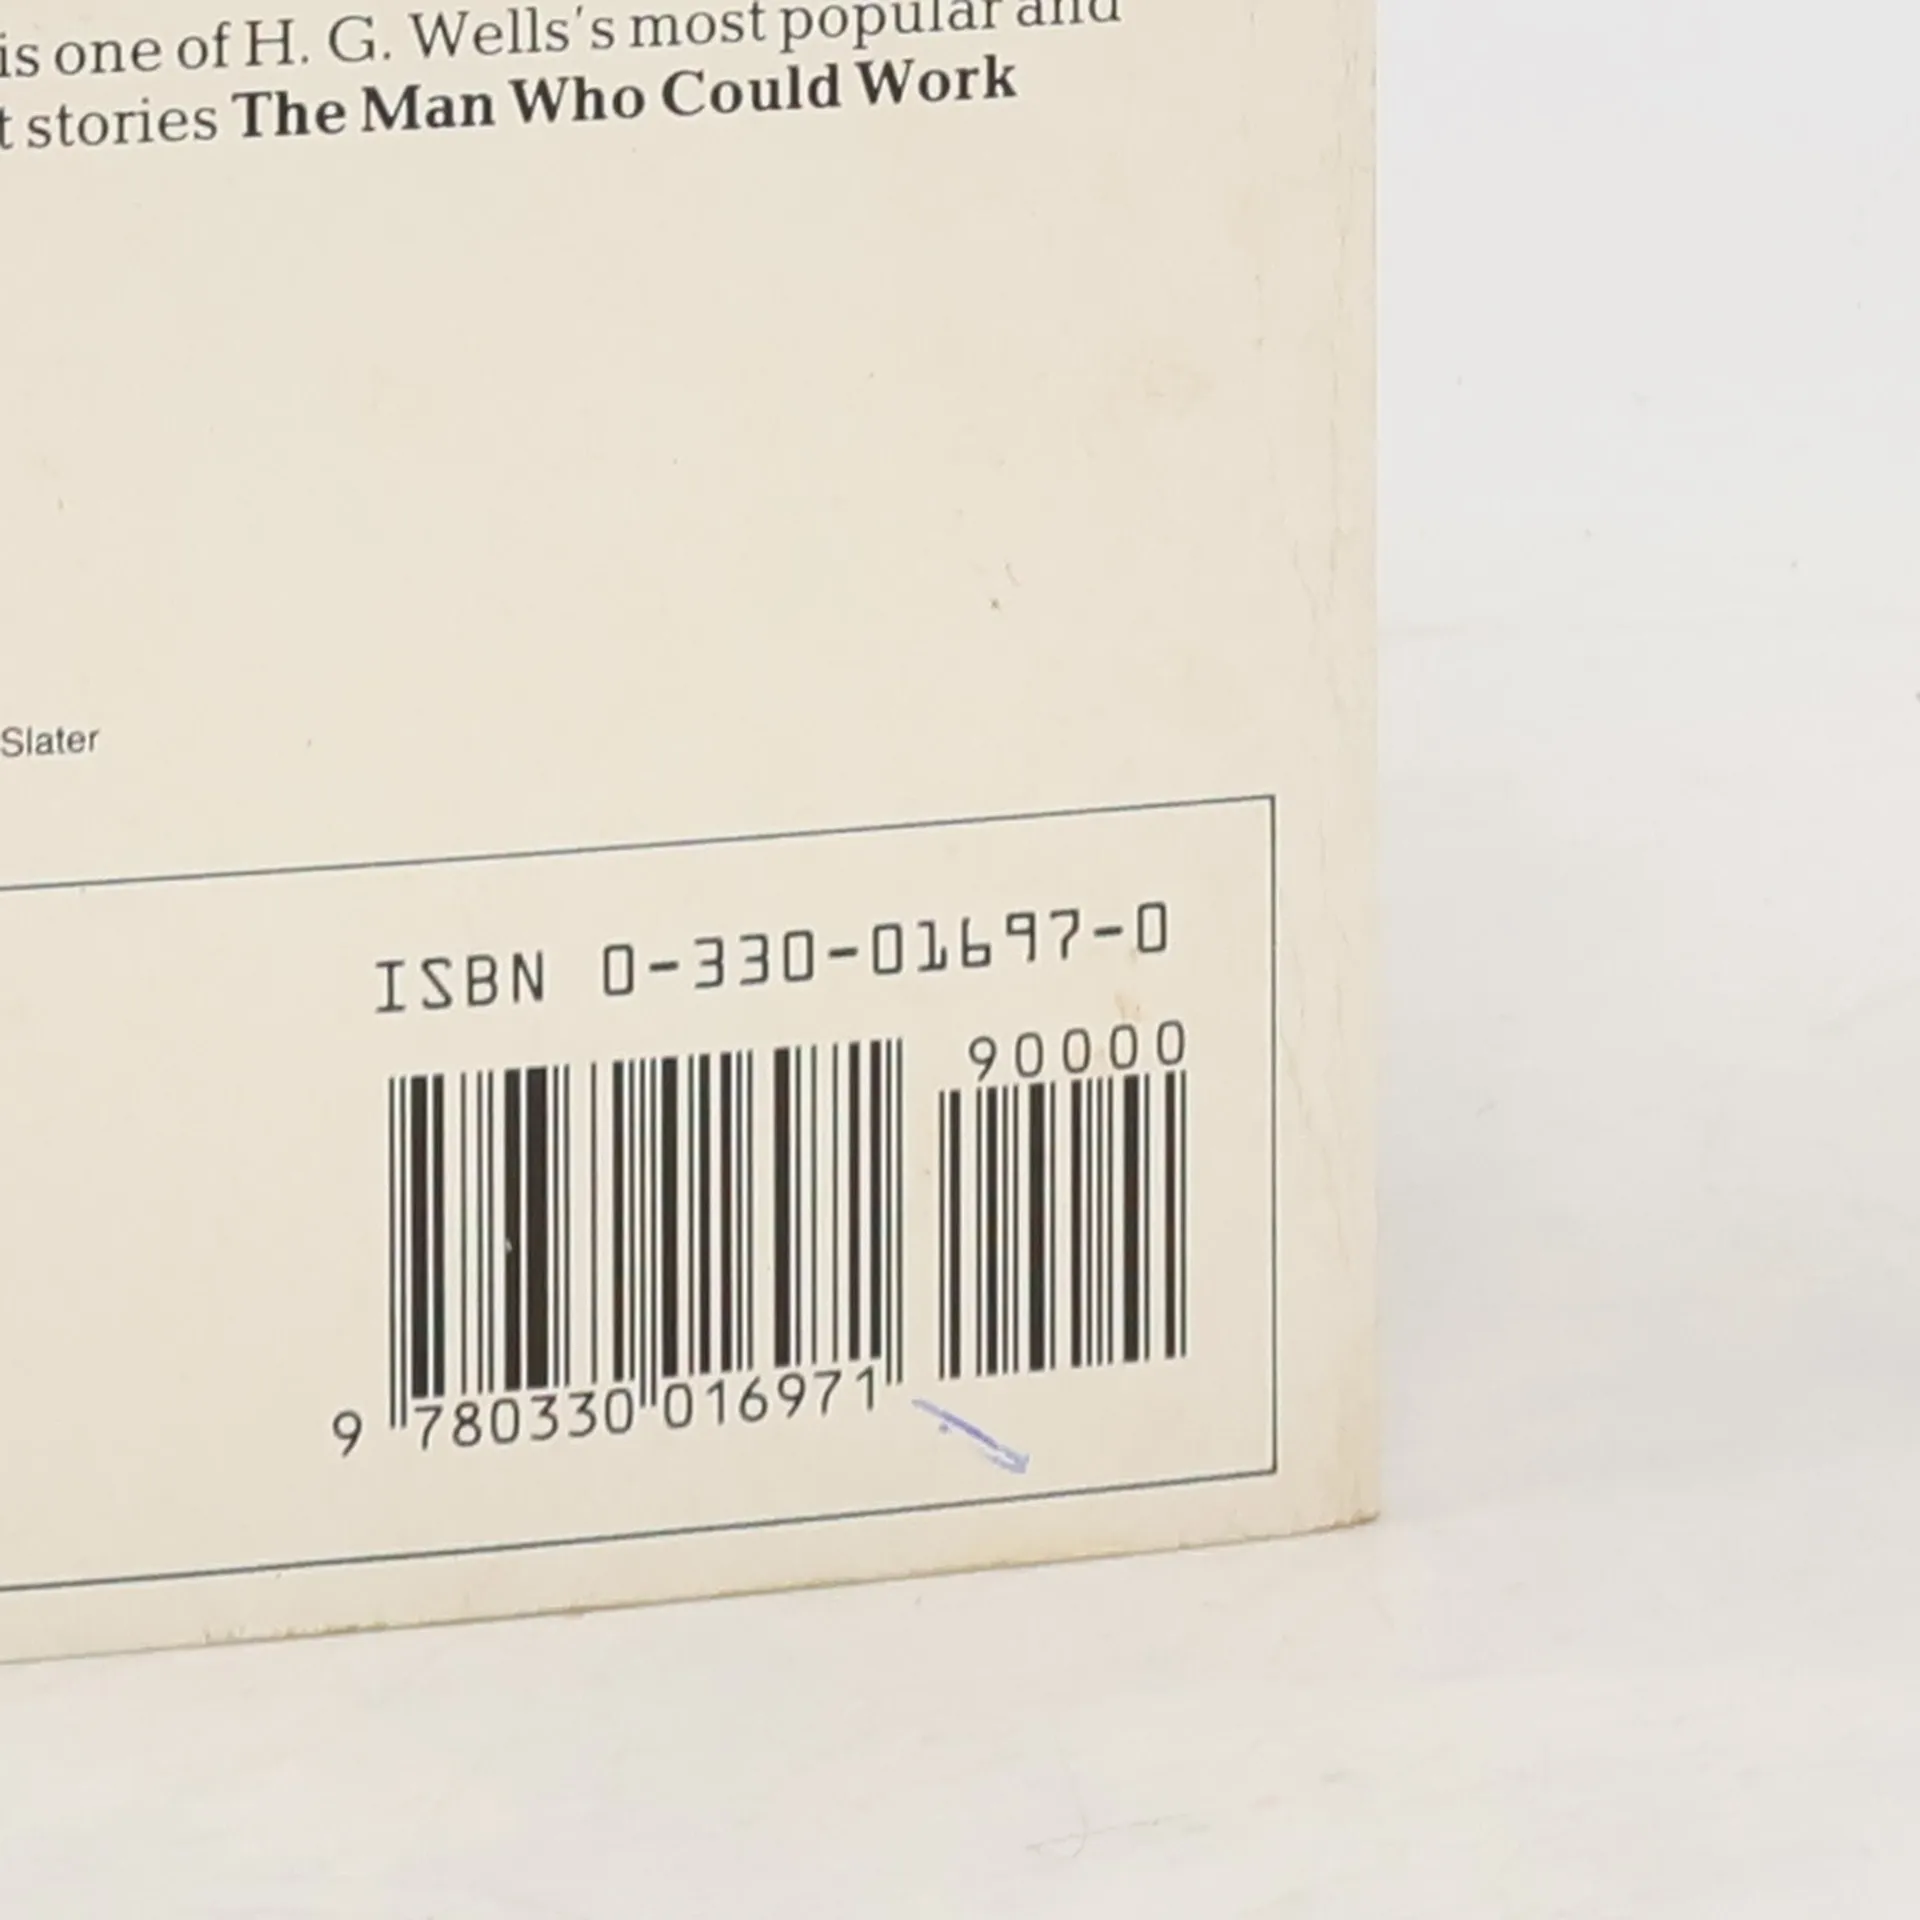 is one of H. G. Wells's most popular and
t stories The Man Who Could Work
Slater
ISBN 0-330-01697-0
90000
9 780330 016971